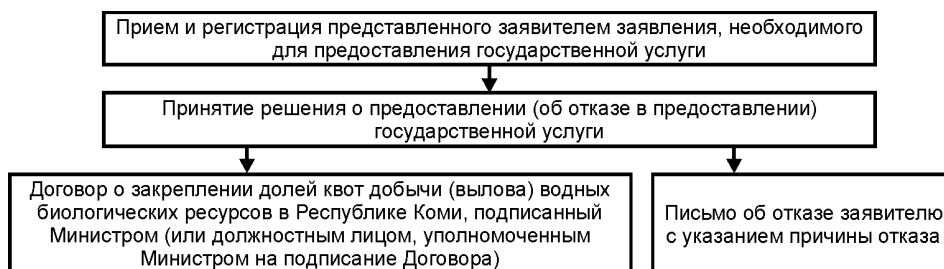 Прием и регистрация представленного заявителем заявления, необходимого
для предоставления государственной услуги
Принятие решения о предоставлении (об отказе в предоставлении)
государственной услуги
Договор о закреплении долей квот добычи (вылова) водных
биологических ресурсов в Республике Коми, подписанный
Министром (или должностным лицом, уполномоченным
Министром на подписание Договора)
Письмо об отказе заявителю
с указанием причины отказа